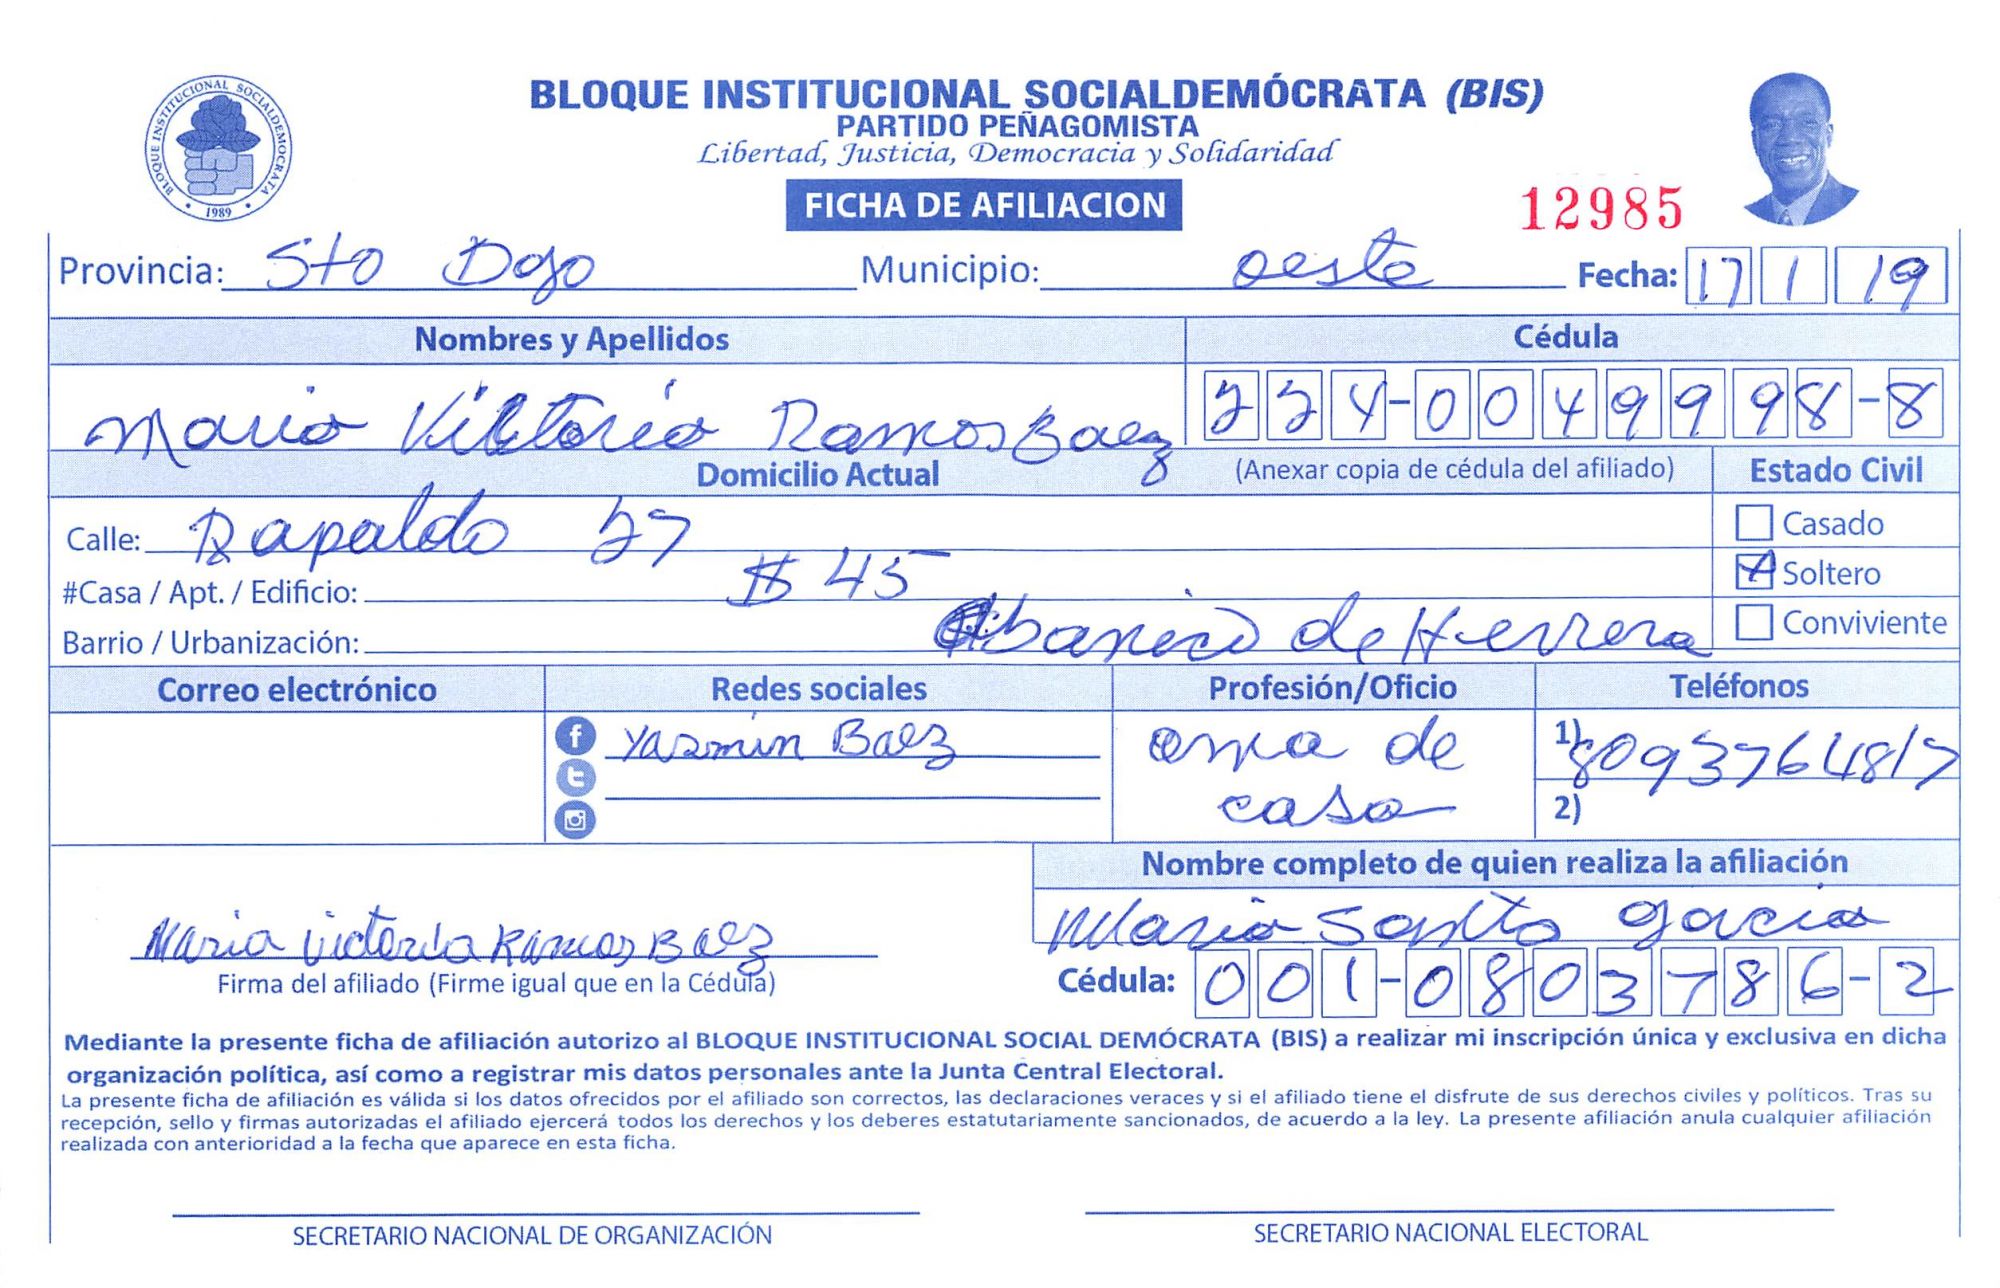 BLOQUE INSTITUCIONAL SOCIALDEMÓCRATA
1989
BLOQUE INSTITUCIONAL SOCIALDEMÓCRATA (BIS)
PARTIDO PEÑAGOMISTA
Libertad, Justicia, Democracia y Solidaridad
FICHA DE AFILIACION
12985
Provincia: Sto Dgo Municipio: oeste Fecha: 17 1 19
Nombres y Apellidos Cédula
Maria Viktoria Ramos Baez 224-0049998-8
Domicilio Actual (Anexar copia de cédula del afiliado) Estado Civil
Calle: Rapaldo 27 Casado
#Casa / Apt. / Edificio: # 45 Soltero
Barrio / Urbanización: Abanico de Herrera Conviviente
Correo electrónico Redes sociales Profesión/Oficio Teléfonos
Yazmin Baez ama de 1) 8093764817
casa 2)
Nombre completo de quien realiza la afiliación
Maria Santo Garcia
Maria Victoria Ramos Baez
Firma del afiliado (Firme igual que en la Cédula) Cédula: 001-0803786-2
Mediante la presente ficha de afiliación autorizo al BLOQUE INSTITUCIONAL SOCIAL DEMÓCRATA (BIS) a realizar mi inscripción única y exclusiva en dicha
organización política, así como a registrar mis datos personales ante la Junta Central Electoral.
La presente ficha de afiliación es válida si los datos ofrecidos por el afiliado son correctos, las declaraciones veraces y si el afiliado tiene el disfrute de sus derechos civiles y políticos. Tras su
recepción, sello y firmas autorizadas el afiliado ejercerá todos los derechos y los deberes estatutariamente sancionados, de acuerdo a la ley. La presente afiliación anula cualquier afiliación
realizada con anterioridad a la fecha que aparece en esta ficha.
SECRETARIO NACIONAL DE ORGANIZACIÓN SECRETARIO NACIONAL ELECTORAL